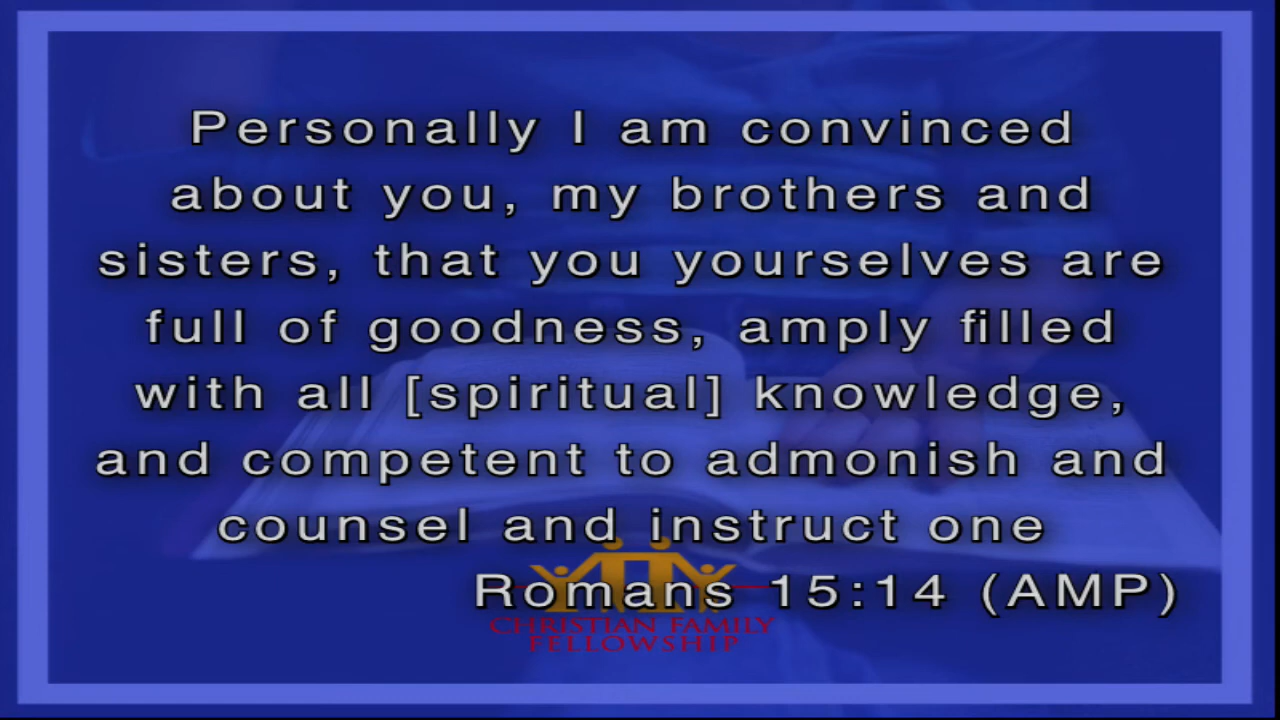 Personally I am convinced
about you, my brothers and
sisters, that you yourselves are
full of goodness, amply filled
with all [spiritual] knowledge,
and competent to admonish and
counsel and instruct one
Romans 15:14 (AMP)
CHRISTIAN FAMILY
FELLOWSHIP